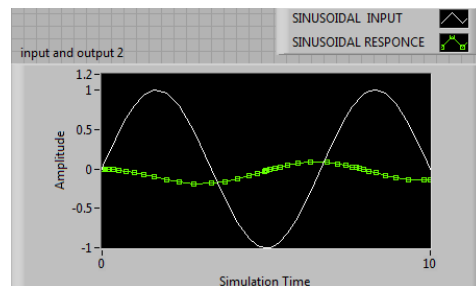 SINUSOIDAL INPUT
SINUSOIDAL RESPONCE
input and output 2
1.2
1
0.5
0
-0.5
-1
Amplitude
0
10
Simulation Time